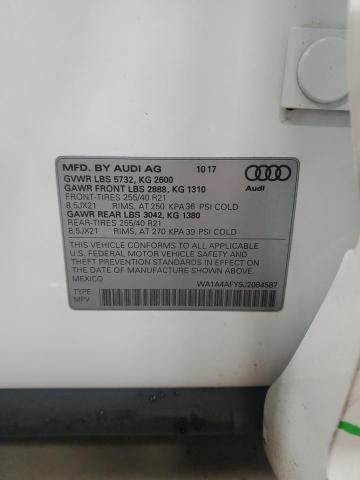 MFD. BY AUDI AG 10 17
GVWR LBS 5732, KG 2600
GAWR FRONT LBS 2888, KG 1310
FRONT-TIRES 255/40 R21
8,5JX21 RIMS, AT 250 KPA 36 PSI COLD
GAWR REAR LBS 3042, KG 1380
REAR-TIRES 255/40 R21
8,5JX21 RIMS, AT 270 KPA 39 PSI COLD
Audi
THIS VEHICLE CONFORMS TO ALL APPLICABLE
U.S. FEDERAL MOTOR VEHICLE SAFETY AND
THEFT PREVENTION STANDARDS IN EFFECT ON THE
DATE OF MANUFACTURE SHOWN ABOVE.
MEXICO
WA1A4AFY9J2084587
TYPE:
MPV